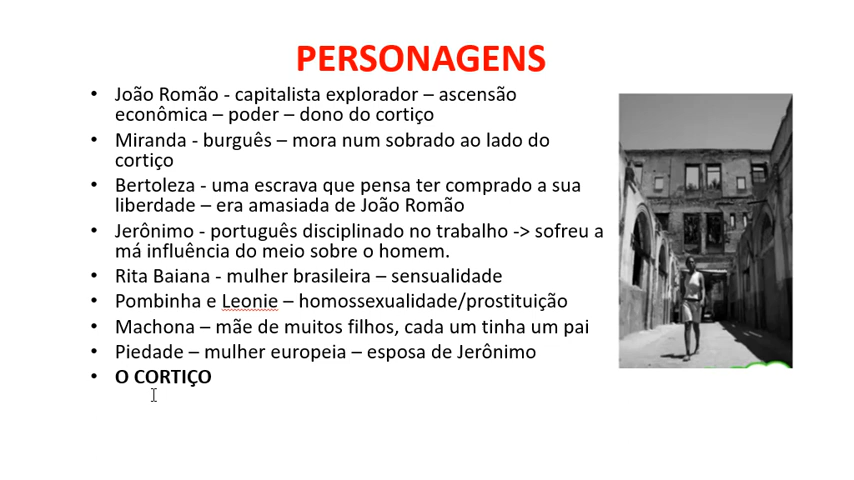 PERSONAGENS
• João Romão - capitalista explorador – ascensão
econômica – poder – dono do cortiço
• Miranda - burguês – mora num sobrado ao lado do
cortiço
• Bertoleza - uma escrava que pensa ter comprado a sua
liberdade – era amasiada de João Romão
• Jerônimo - português disciplinado no trabalho -> sofreu a
má influência do meio sobre o homem.
• Rita Baiana - mulher brasileira – sensualidade
• Pombinha e Leonie – homossexualidade/prostituição
• Machona – mãe de muitos filhos, cada um tinha um pai
• Piedade – mulher europeia – esposa de Jerônimo
• O CORTIÇO